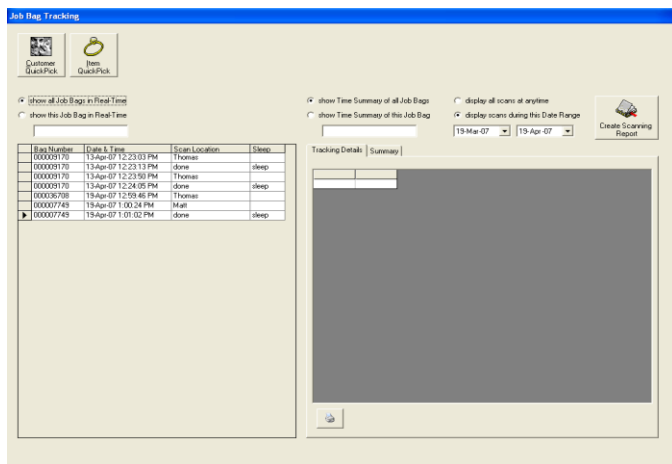 Job Bag Tracking
Customer QuickPick
Item QuickPick
show all Job Bags in Real-Time
show this Job Bag in Real-Time
show Time Summary of all Job Bags
show Time Summary of this Job Bag
display all scans at anytime
display scans during this Date Range
19-Mar-07 19-Apr-07
Create Scanning
Report
Bag Number Date & Time Scan Location Sleep
000009170 13-Apr-07 12:23:03 PM Thomas
000009170 13-Apr-07 12:23:13 PM done sleep
000009170 13-Apr-07 12:23:50 PM Thomas
000009170 13-Apr-07 12:24:05 PM done sleep
000036708 19-Apr-07 12:59:46 PM Thomas
000007749 19-Apr-07 1:00:24 PM Matt
000007749 19-Apr-07 1:01:02 PM done sleep
Tracking Details Summary